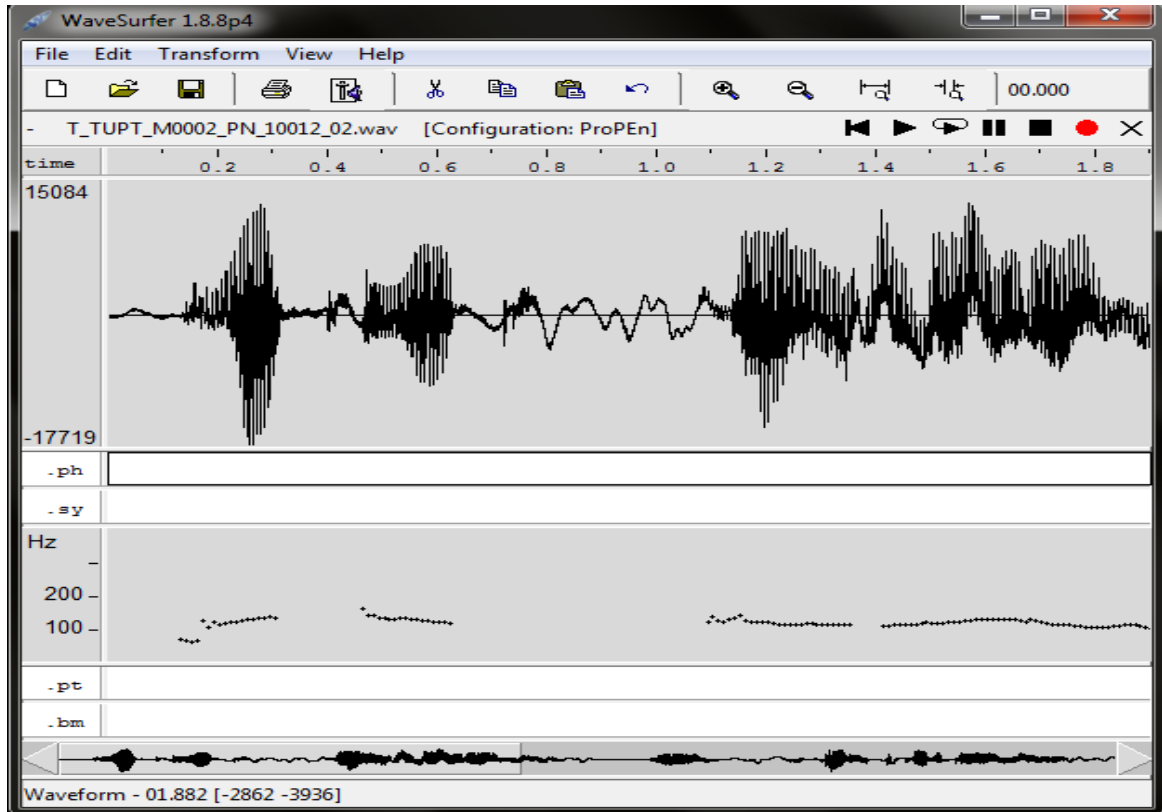 WaveSurfer 1.8.8p4
File Edit Transform View Help
00.000
- T_TUPT_M0002_PN_10012_02.wav [Configuration: ProPEn]
time 0.2 0.4 0.6 0.8 1.0 1.2 1.4 1.6 1.8
15084
-17719
.ph
.sy
Hz
200
100
.pt
.bm
Waveform - 01.882 [-2862 -3936]